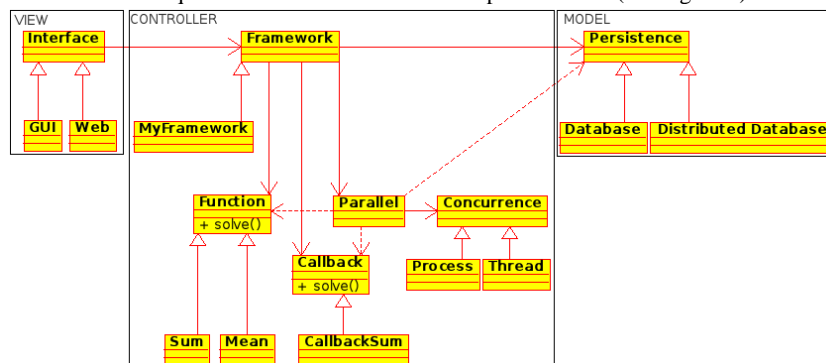 VIEW
CONTROLLER
MODEL
Interface
Framework
Persistence
GUI
Web
MyFramework
Database
Distributed Database
Function
+ solve()
Parallel
Concurrence
Callback
+ solve()
Process
Thread
Sum
Mean
CallbackSum